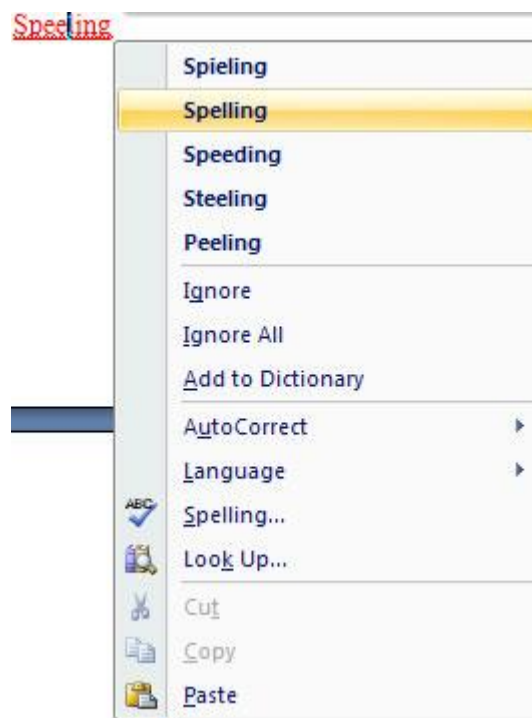 Speeling
Spieling
Spelling
Speeding
Steeling
Peeling
Ignore
Ignore All
Add to Dictionary
AutoCorrect
Language
ABC
Spelling...
Look Up...
Cut
Copy
Paste